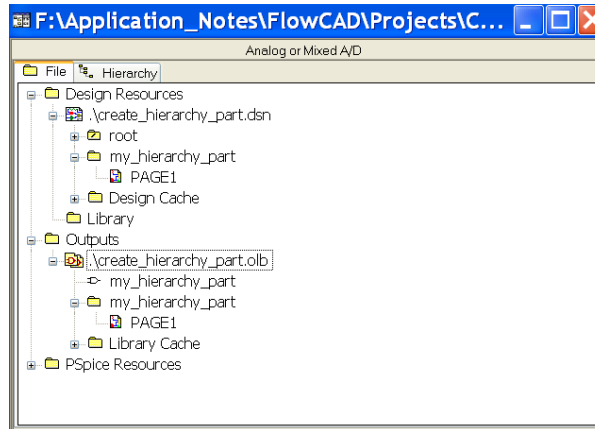 F:\Application_Notes\FlowCAD\Projects\C...
Analog or Mixed A/D
File Hierarchy
Design Resources
.\create_hierarchy_part.dsn
root
my_hierarchy_part
PAGE1
Design Cache
Library
Outputs
.\create_hierarchy_part.olb
my_hierarchy_part
my_hierarchy_part
PAGE1
Library Cache
PSpice Resources